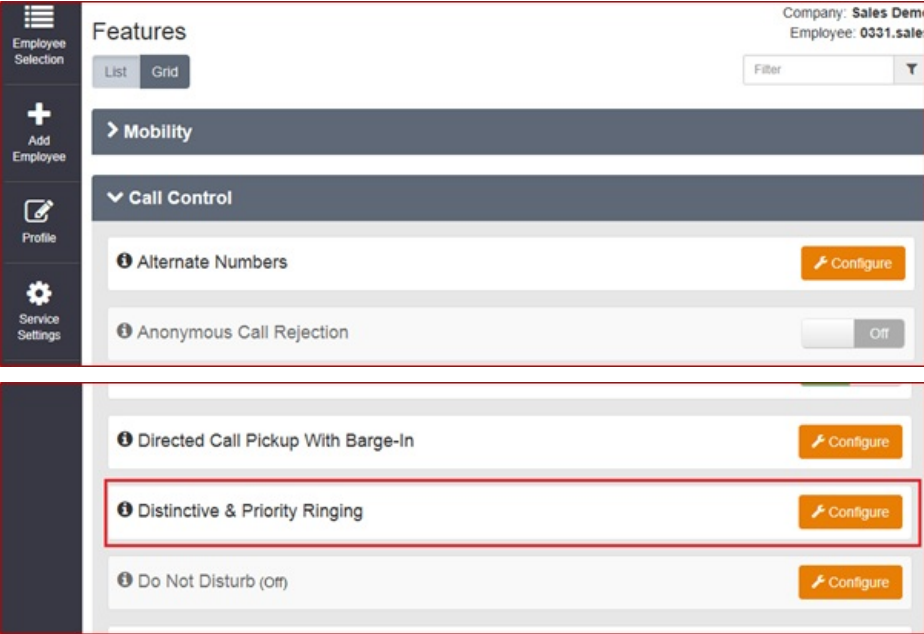 Company: Sales Demo
Employee: 0331.sales
Employee
Selection
Features
List Grid
Filter
Add
Employee
Mobility
Call Control
Profile
Alternate Numbers
Configure
Service
Settings
Anonymous Call Rejection
Off
Directed Call Pickup With Barge-In
Configure
Distinctive & Priority Ringing
Configure
Do Not Disturb (Off)
Configure